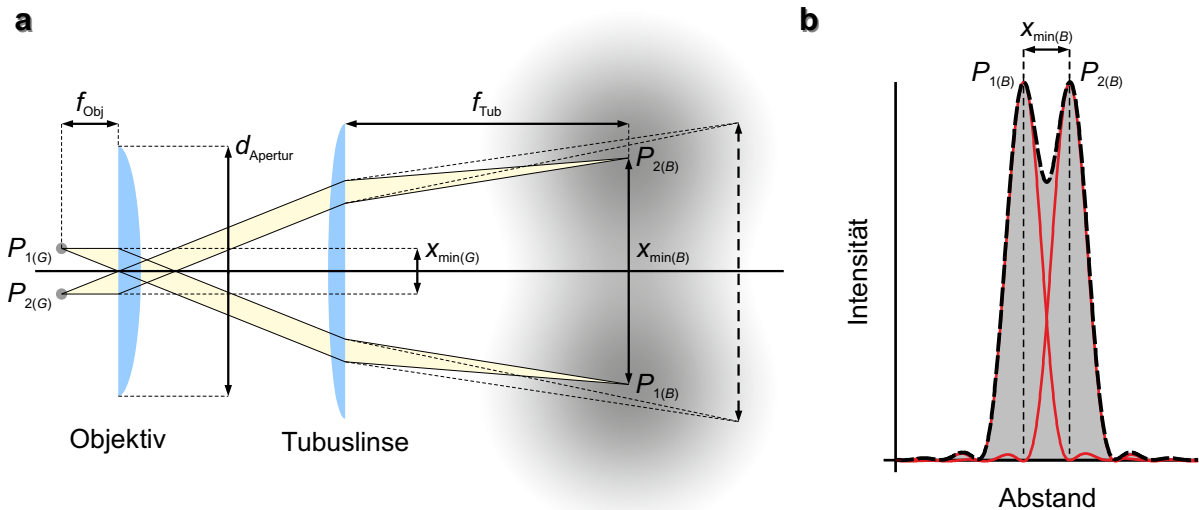 a
f_Obj
f_Tub
d_Apertur
P_2(B)
P_1(G)
x_min(G)
x_min(B)
P_2(G)
P_1(B)
Objektiv
Tubuslinse
b
x_min(B)
P_1(B)
P_2(B)
Intensität
Abstand